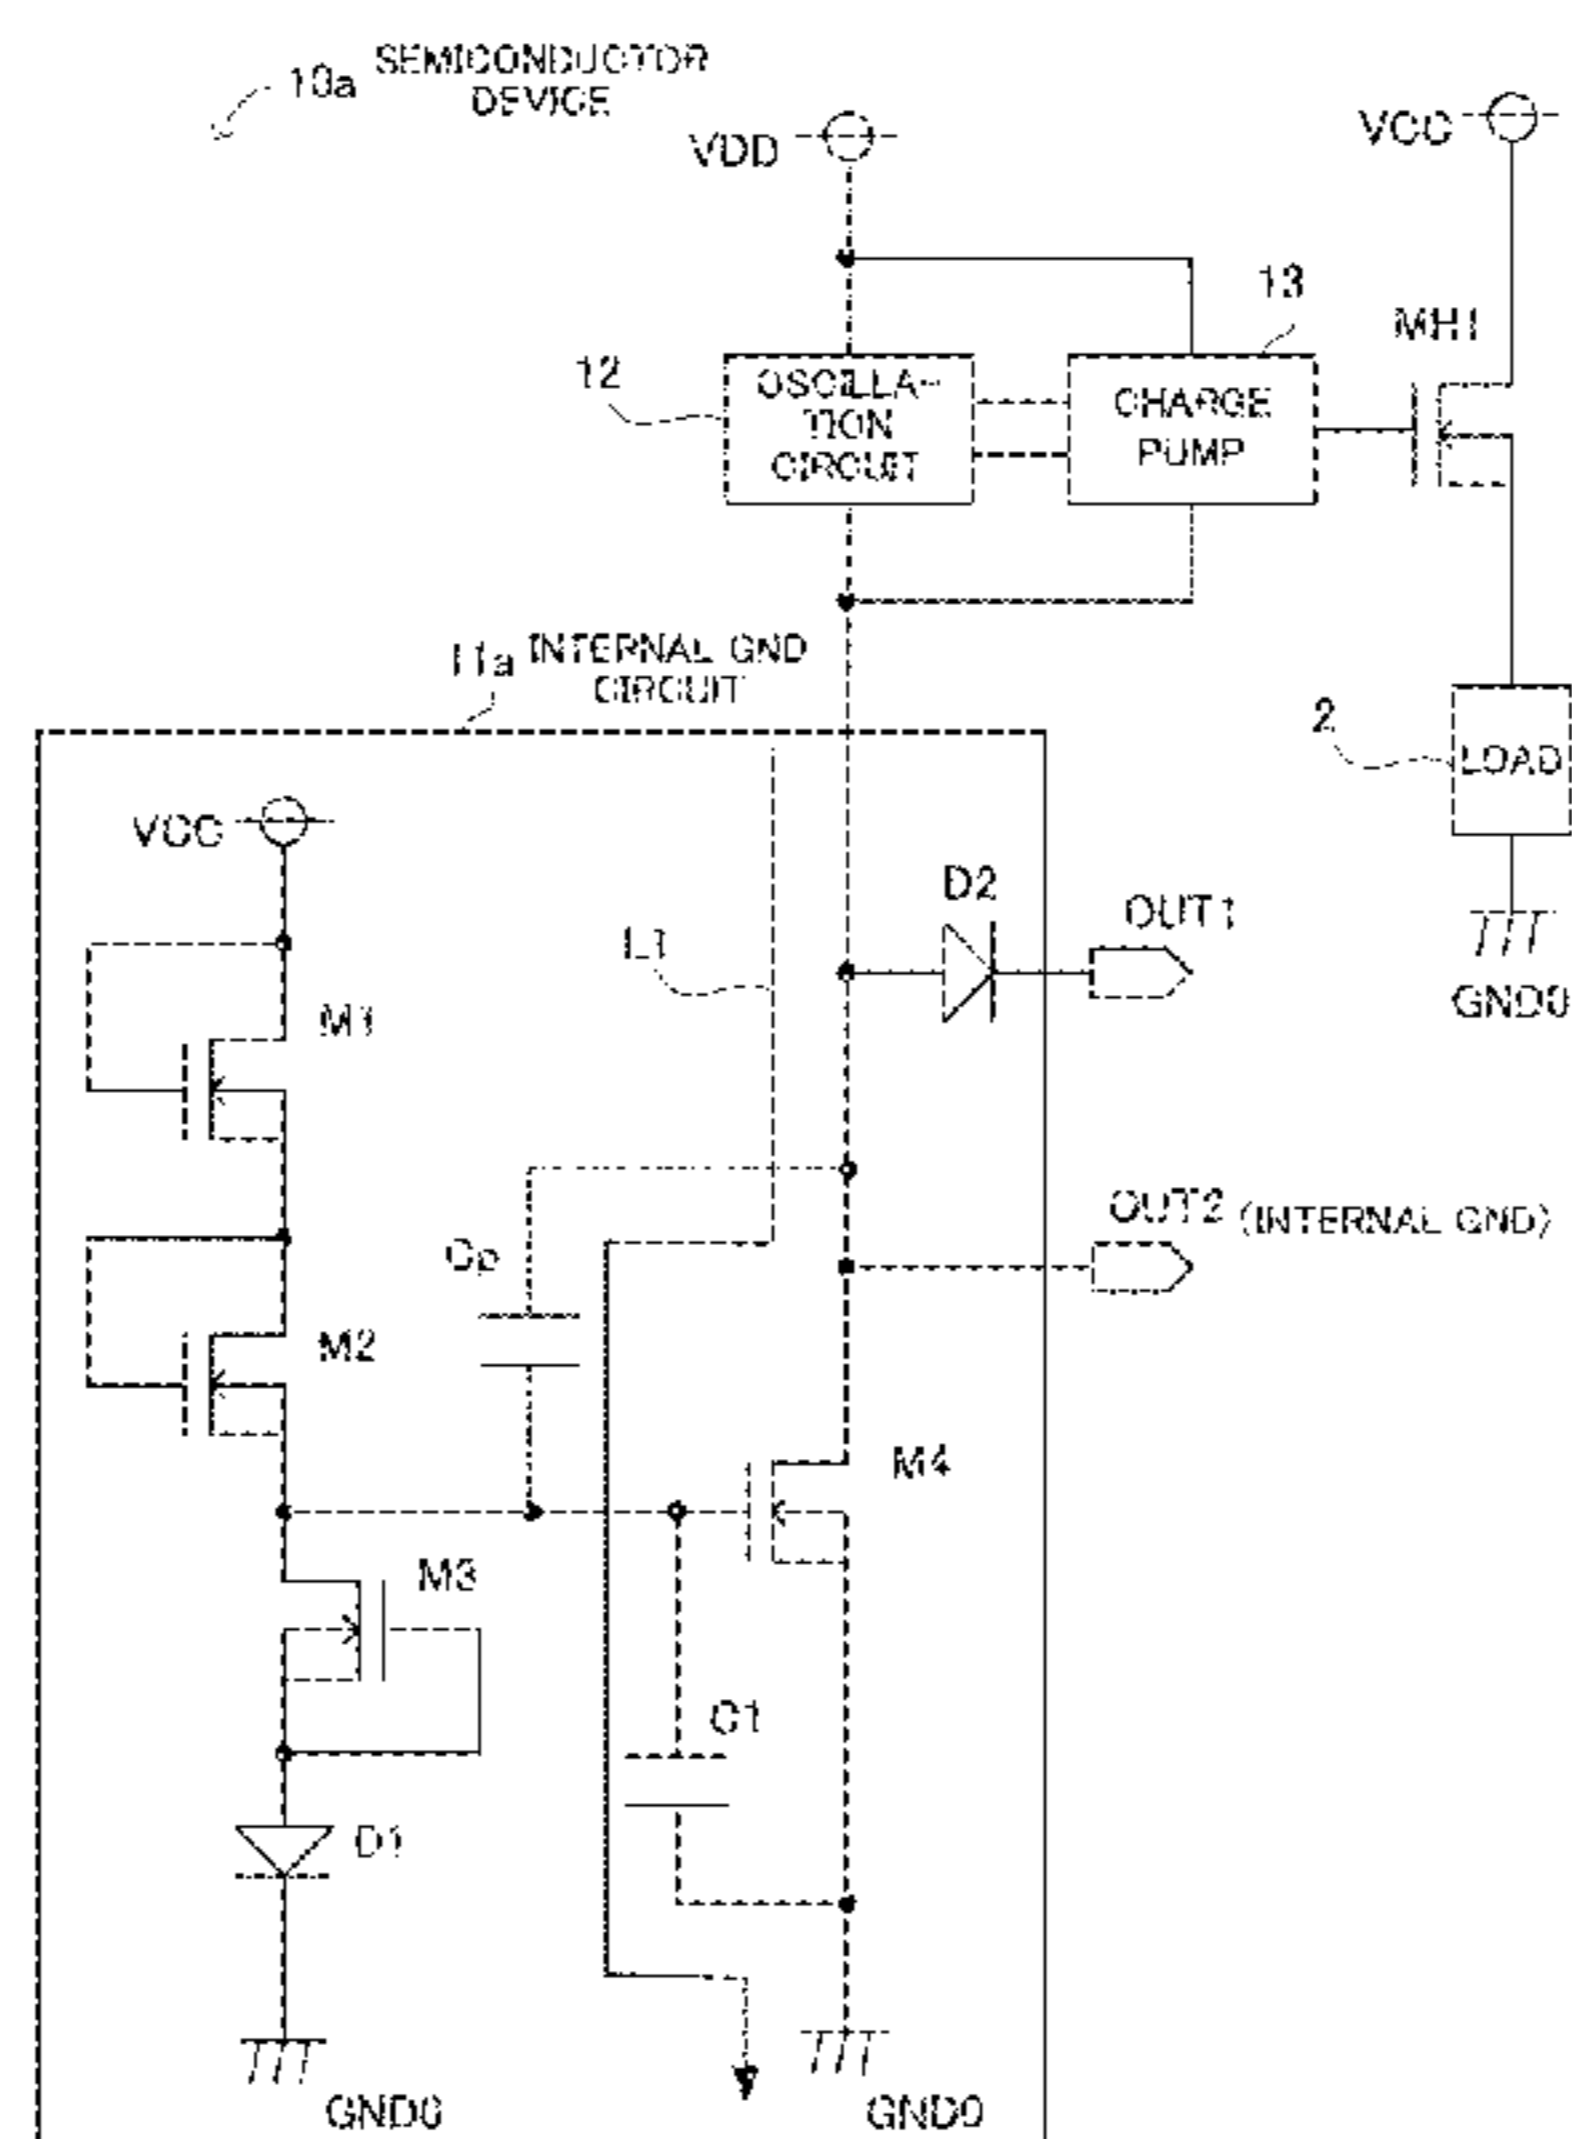 10a SEMICONDUCTOR
DEVICE
VDD
VCC
13
MH1
12
OSCILLA-
TION
CIRCUIT
CHARGE
PUMP
11a INTERNAL GND
CIRCUIT
2
LOAD
VCC
D2
OUT1
L1
GND0
M1
OUT2 (INTERNAL GND)
Cp
M2
M4
M3
C1
D1
GND0
GND0